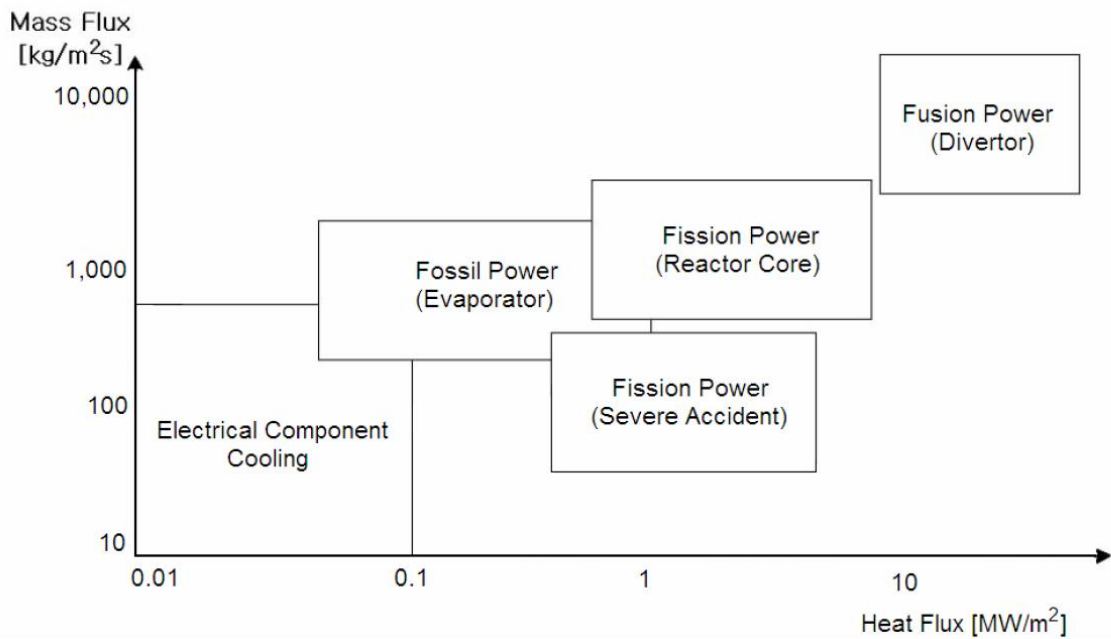 Mass Flux
[kg/m²s]
10,000
Fusion Power
(Divertor)
Fission Power
(Reactor Core)
1,000
Fossil Power
(Evaporator)
100
Fission Power
(Severe Accident)
Electrical Component
Cooling
10
0.01
0.1
1
10
Heat Flux [MW/m²]